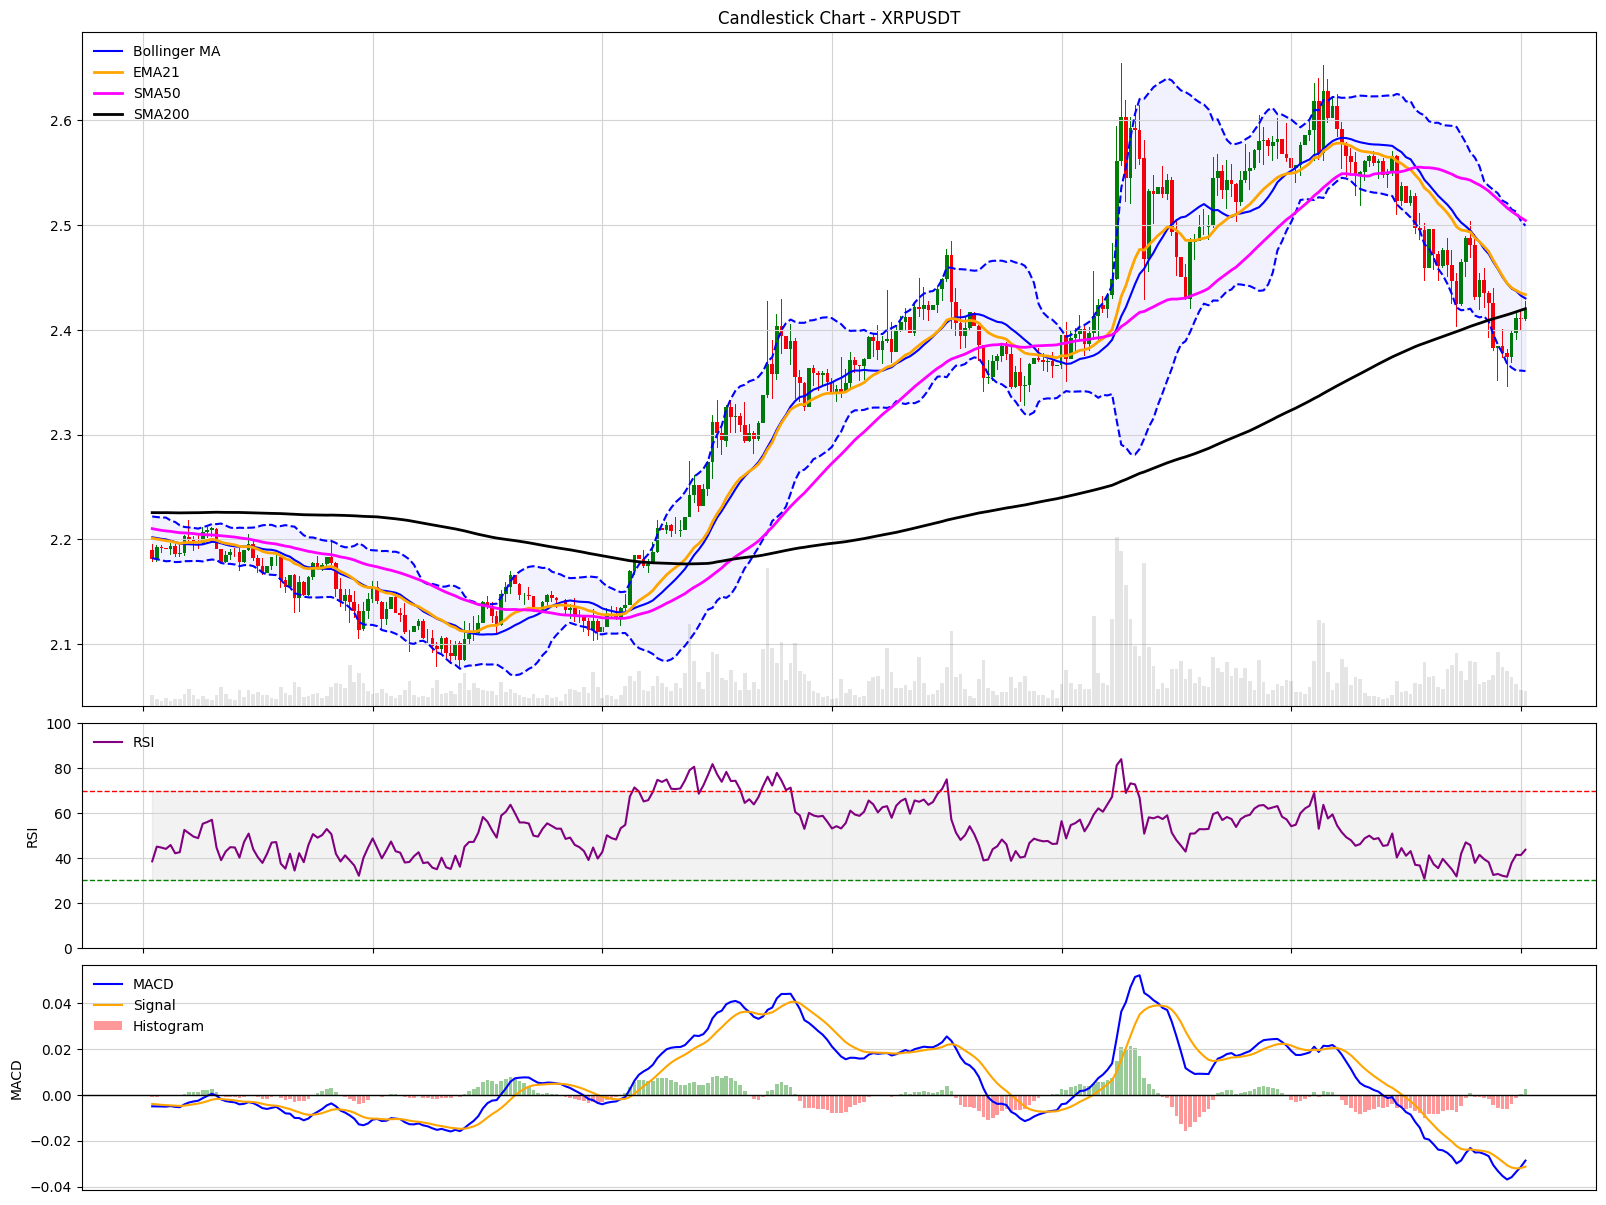 Candlestick Chart - XRPUSDT
Bollinger MA
EMA21
SMA50
SMA200
2.6
2.5
2.4
2.3
2.2
2.1
RSI
100
80
60
40
20
0
RSI
MACD
Signal
Histogram
0.04
0.02
0.00
−0.02
−0.04
MACD